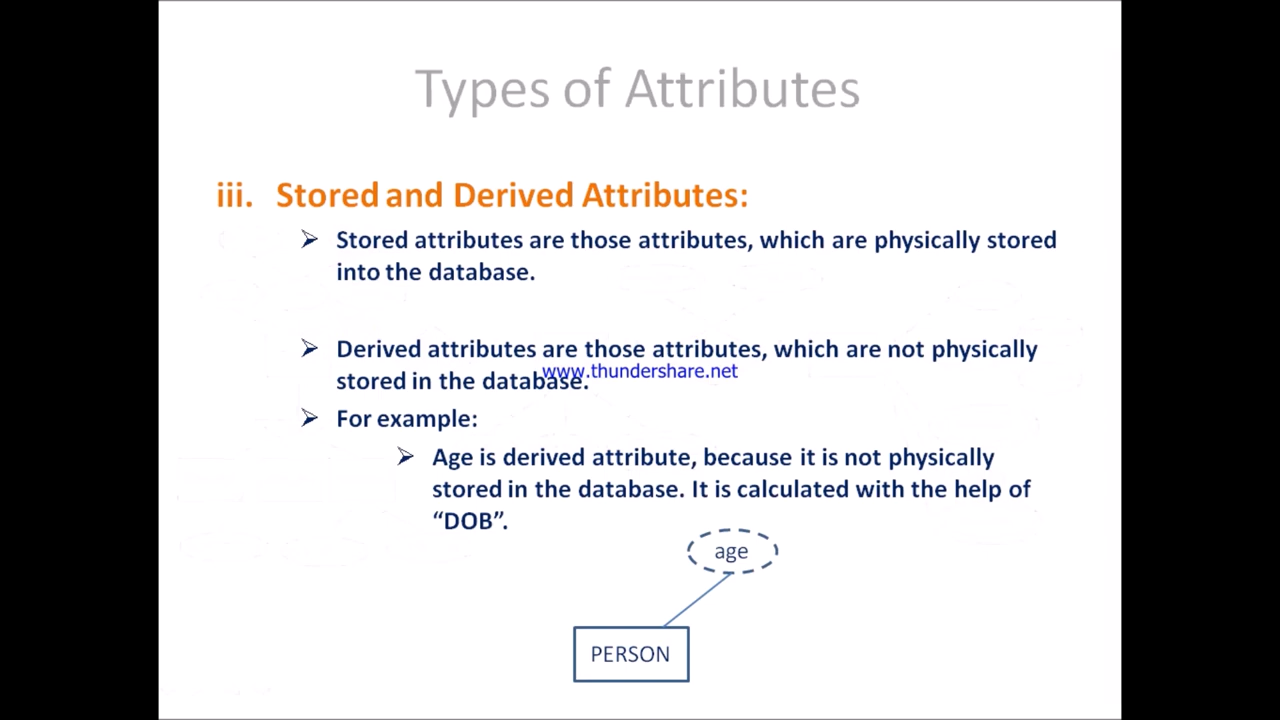 Types of Attributes
iii. Stored and Derived Attributes:
Stored attributes are those attributes, which are physically stored
into the database.
Derived attributes are those attributes, which are not physically
www.thundershare.net
stored in the database.
For example:
Age is derived attribute, because it is not physically
stored in the database. It is calculated with the help of
“DOB”.
age
PERSON